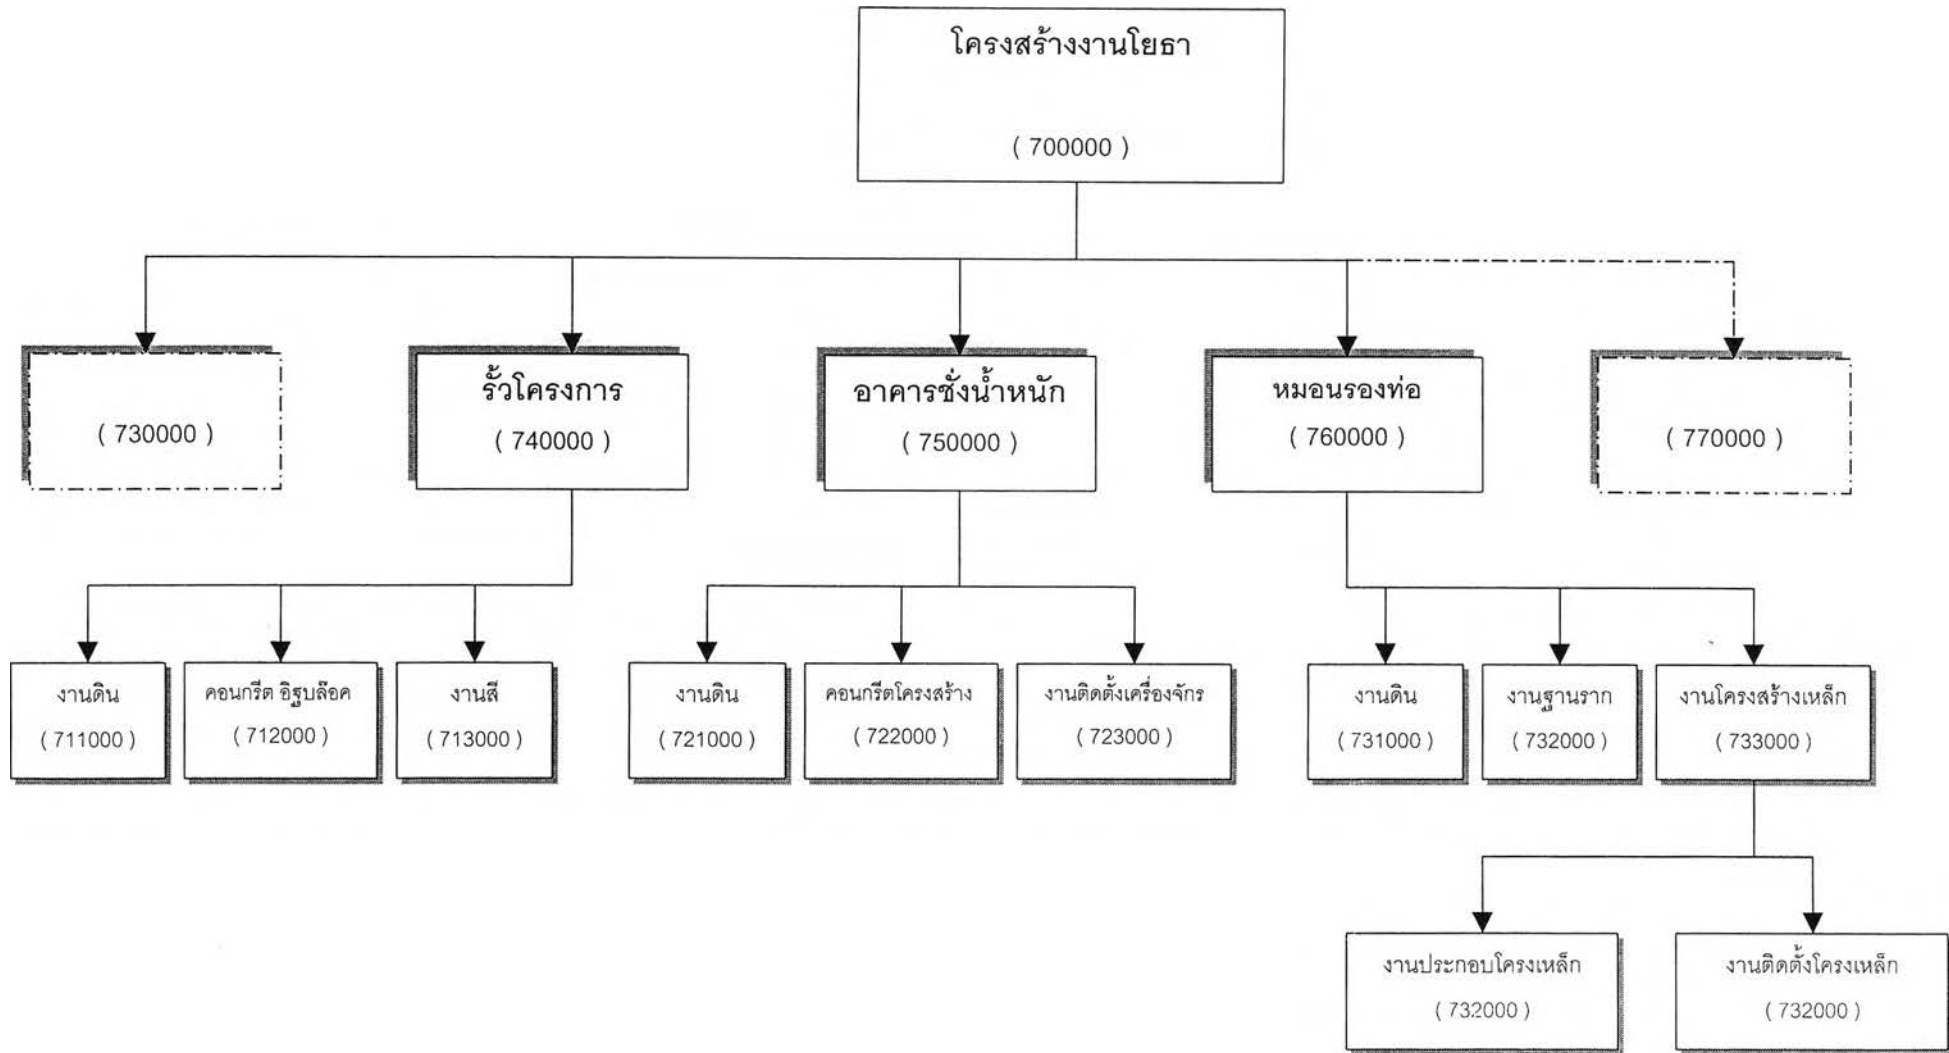 โครงสร้างงานโยธา
( 700000 )
( 730000 )
รั้วโครงการ
( 740000 )
อาคารชั่งน้ำหนัก
( 750000 )
หมอนรองท่อ
( 760000 )
( 770000 )
งานดิน
( 711000 )
คอนกรีต อิฐบล๊อค
( 712000 )
งานสี
( 713000 )
งานดิน
( 721000 )
คอนกรีตโครงสร้าง
( 722000 )
งานติดตั้งเครื่องจักร
( 723000 )
งานดิน
( 731000 )
งานฐานราก
( 732000 )
งานโครงสร้างเหล็ก
( 733000 )
งานประกอบโครงเหล็ก
( 732000 )
งานติดตั้งโครงเหล็ก
( 732000 )